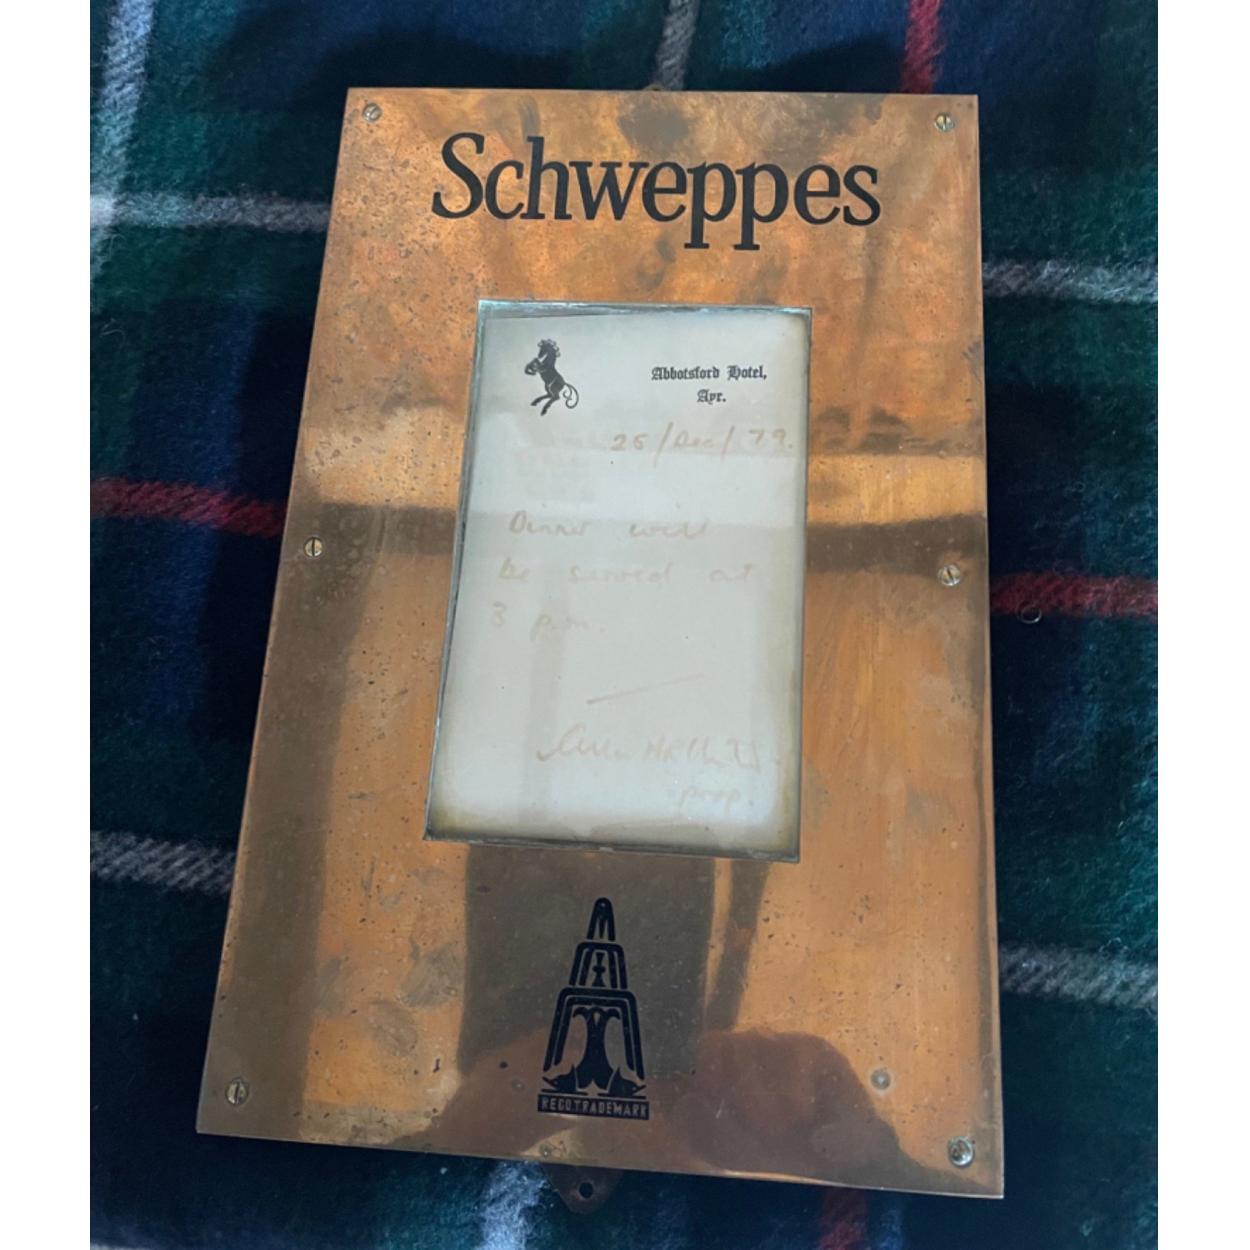 Schweppes
Abbotsford Hotel,
Ayr.
25/Dec/79.
Dinner will
be served at
3 p.m.
prop
REGD. TRADEMARK